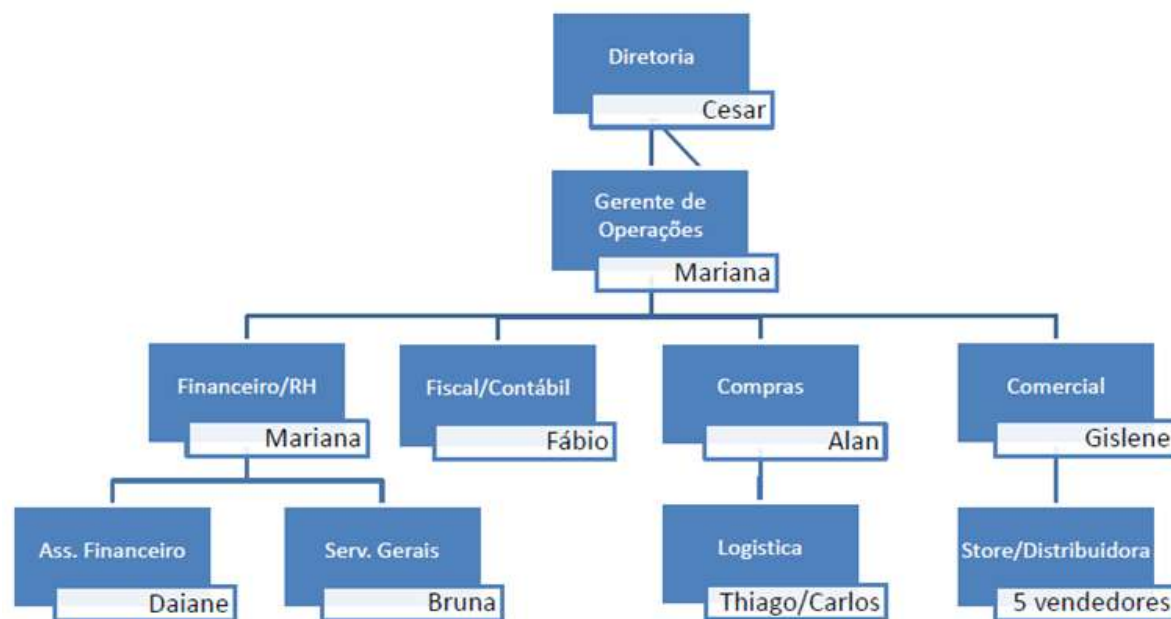 Diretoria
Cesar
Gerente de
Operações
Mariana
Financeiro/RH
Mariana
Fiscal/Contábil
Fábio
Compras
Alan
Comercial
Gislene
Ass. Financeiro
Daiane
Serv. Gerais
Bruna
Logistica
Thiago/Carlos
Store/Distribuidora
5 vendedores